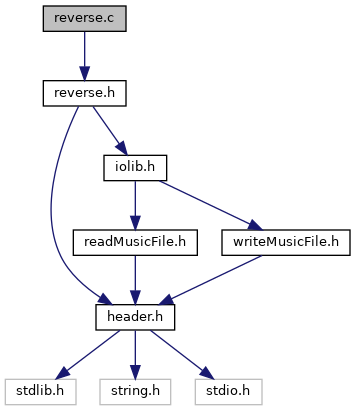 reverse.c
reverse.h
iolib.h
readMusicFile.h
writeMusicFile.h
header.h
stdlib.h
string.h
stdio.h